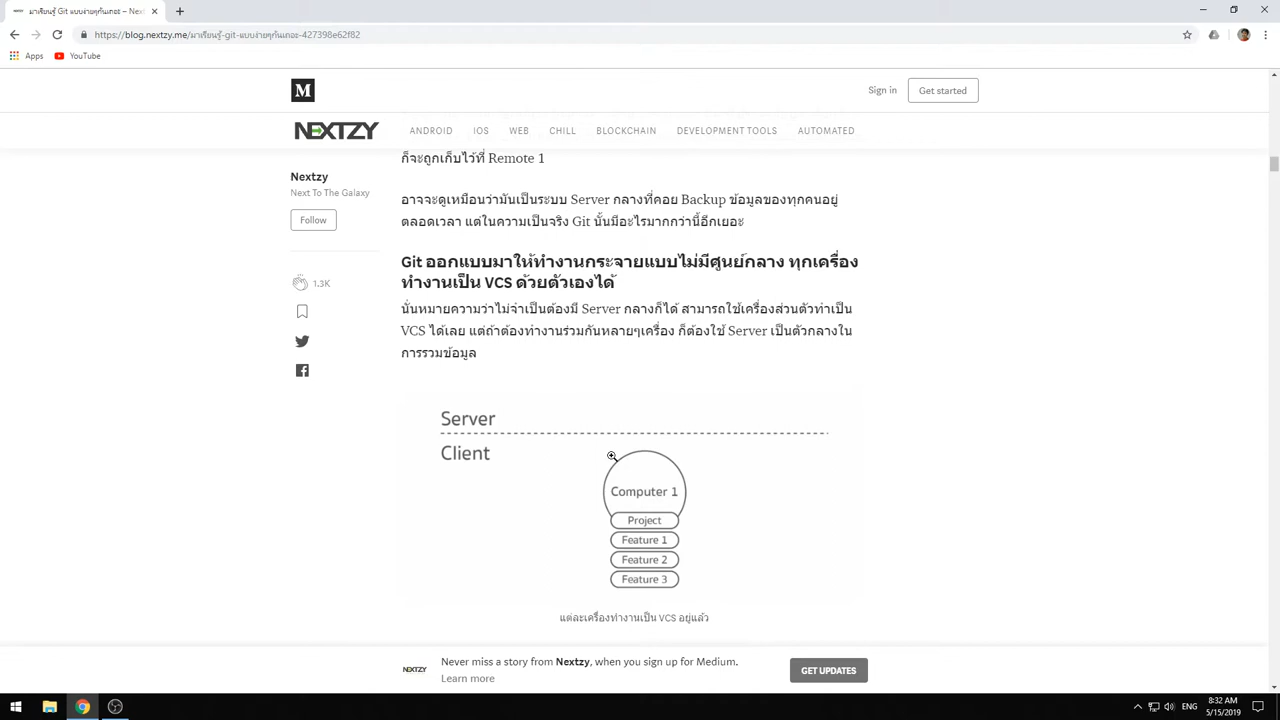 มาเรียนรู้ Git แบบง่ายๆกันเถอะ – Nex
https://blog.nextzy.me/มาเรียนรู้-git-แบบง่ายๆกันเถอะ-427398e62f82
Apps
YouTube
M
Sign in
Get started
NEXTZY
ANDROID
IOS
WEB
CHILL
BLOCKCHAIN
DEVELOPMENT TOOLS
AUTOMATED
ก็จะถูกเก็บไว้ที่ Remote 1
Nextzy
Next To The Galaxy
Follow
1.3K
อาจจะดูเหมือนว่ามันเป็นระบบ Server กลางที่คอย Backup ข้อมูลของทุกคนอยู่
ตลอดเวลา แต่ในความเป็นจริง Git นั้นมีอะไรมากกว่านี้อีกเยอะ
Git ออกแบบมาให้ทำงานกระจายแบบไม่มีศูนย์กลาง ทุกเครื่อง
ทำงานเป็น VCS ด้วยตัวเองได้
นั่นหมายความว่าไม่จำเป็นต้องมี Server กลางก็ได้ สามารถใช้เครื่องส่วนตัวทำเป็น
VCS ได้เลย แต่ถ้าต้องทำงานร่วมกันหลายๆเครื่อง ก็ต้องใช้ Server เป็นตัวกลางใน
การรวมข้อมูล
Server
Client
Computer 1
Project
Feature 1
Feature 2
Feature 3
แต่ละเครื่องทำงานเป็น VCS อยู่แล้ว
NEXTZY
Never miss a story from Nextzy, when you sign up for Medium.
Learn more
GET UPDATES
ENG
8:32 AM
5/15/2019